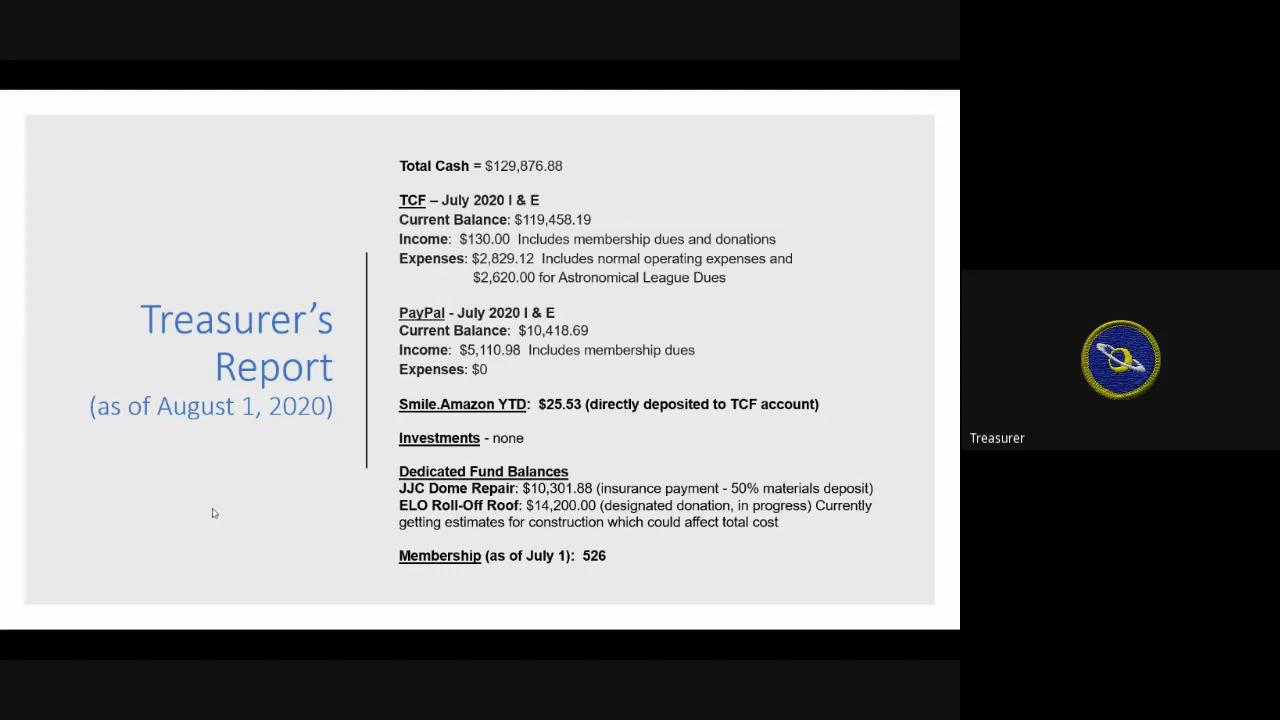 Treasurer's
Report
(as of August 1, 2020)
Total Cash = $129,876.88
TCF – July 2020 I & E
Current Balance: $119,458.19
Income: $130.00 Includes membership dues and donations
Expenses: $2,829.12 Includes normal operating expenses and
$2,620.00 for Astronomical League Dues
PayPal - July 2020 I & E
Current Balance: $10,418.69
Income: $5,110.98 Includes membership dues
Expenses: $0
Smile.Amazon YTD: $25.53 (directly deposited to TCF account)
Investments - none
Dedicated Fund Balances
JJC Dome Repair: $10,301.88 (insurance payment - 50% materials deposit)
ELO Roll-Off Roof: $14,200.00 (designated donation, in progress) Currently
getting estimates for construction which could affect total cost
Membership (as of July 1): 526
Treasurer